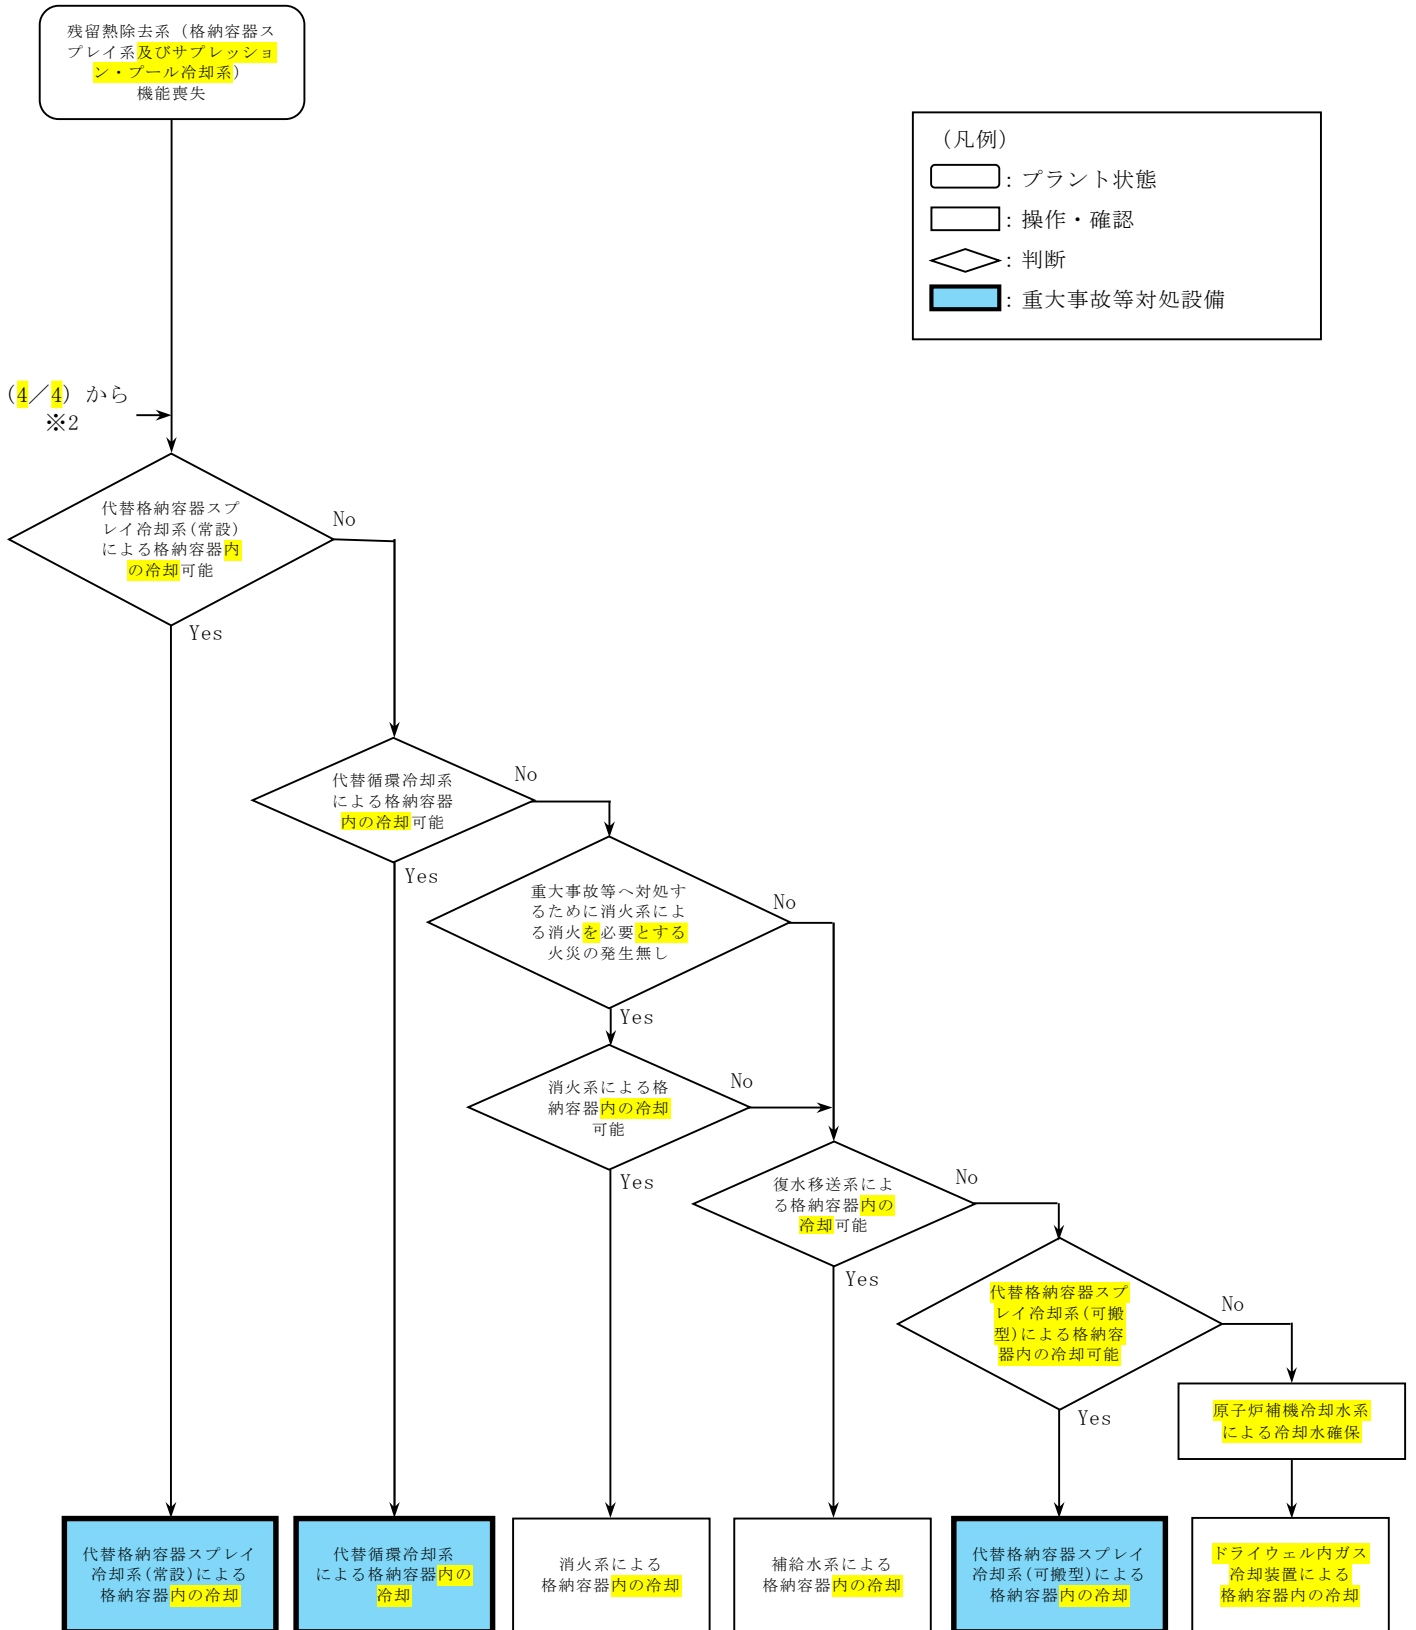 残留熱除去系（格納容器ス
プレイ系及びサプレッショ
ン・プール冷却系）
機能喪失
（凡例）
：プラント状態
：操作・確認
：判断
：重大事故等対処設備
（4／4）から
※2
代替格納容器スプ
レイ冷却系(常設)
による格納容器内
の冷却可能
No
Yes
代替循環冷却系
による格納容器
内の冷却可能
No
Yes
重大事故等へ対処す
るために消火系によ
る消火を必要とする
火災の発生無し
No
Yes
消火系による格
納容器内の冷却
可能
No
Yes
復水移送系によ
る格納容器内の
冷却可能
No
Yes
代替格納容器スプ
レイ冷却系(可搬
型)による格納容
器内の冷却可能
No
Yes
原子炉補機冷却水系
による冷却水確保
代替格納容器スプレイ
冷却系(常設)による
格納容器内の冷却
代替循環冷却系
による格納容器内の
冷却
消火系による
格納容器内の冷却
補給水系による
格納容器内の冷却
代替格納容器スプレイ
冷却系(可搬型)による
格納容器内の冷却
ドライウェル内ガス
冷却装置による
格納容器内の冷却